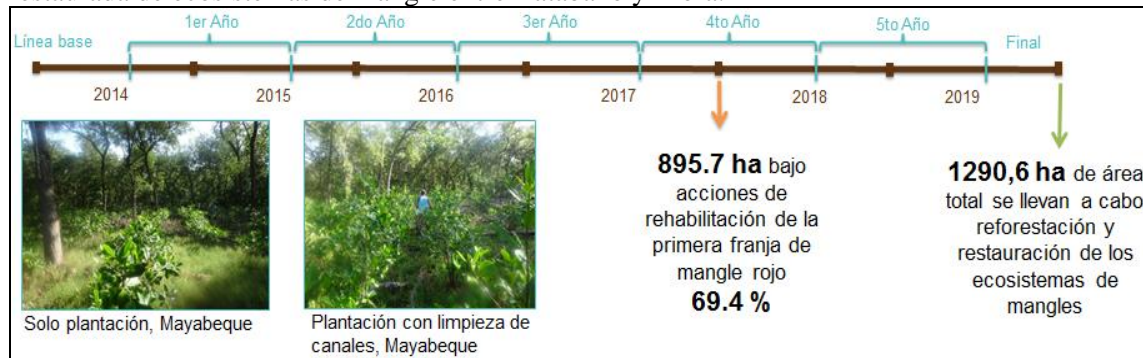 1er Año 2do Año 3er Año 4to Año 5to Año
Línea base Final
2014 2015 2016 2017 2018 2019
895.7 ha bajo
acciones de
rehabilitación de la
primera franja de
mangle rojo
69.4 %
1290,6 ha de área
total se llevan a cabo
reforestación y
restauración de los
ecosistemas de
mangles
Solo plantación, Mayabeque
Plantación con limpieza de
canales, Mayabeque